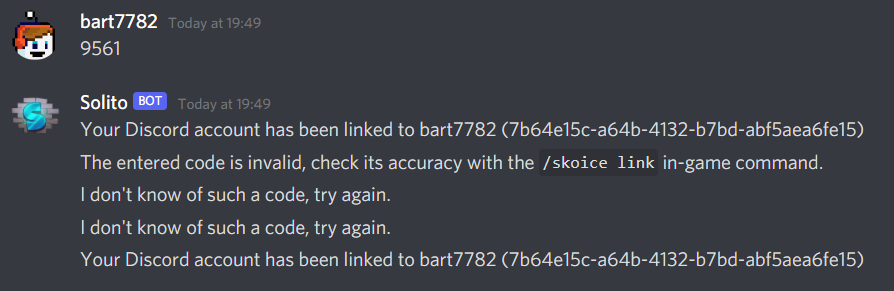 bart7782 Today at 19:49
9561
Solito BOT Today at 19:49
Your Discord account has been linked to bart7782 (7b64e15c-a64b-4132-b7bd-abf5aea6fe15)
The entered code is invalid, check its accuracy with the /skoice link in-game command.
I don't know of such a code, try again.
I don't know of such a code, try again.
Your Discord account has been linked to bart7782 (7b64e15c-a64b-4132-b7bd-abf5aea6fe15)